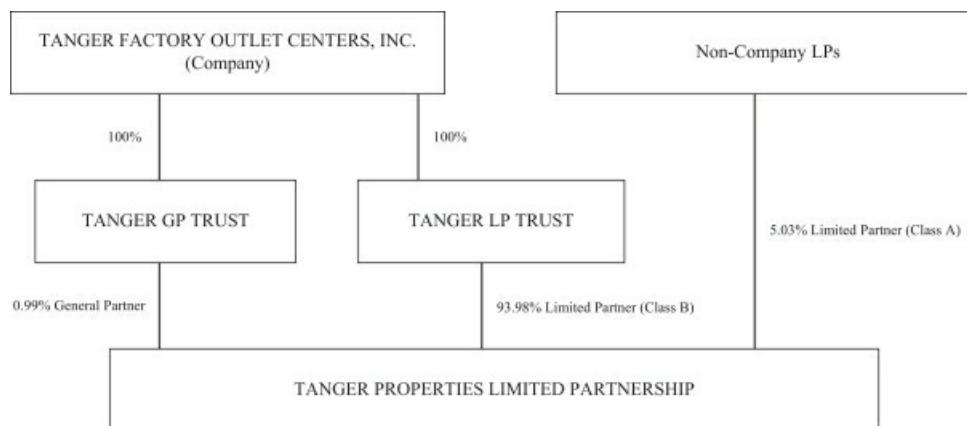 TANGER FACTORY OUTLET CENTERS, INC.
(Company)
Non-Company LPs
100%
100%
TANGER GP TRUST
TANGER LP TRUST
5.03% Limited Partner (Class A)
0.99% General Partner
93.98% Limited Partner (Class B)
TANGER PROPERTIES LIMITED PARTNERSHIP